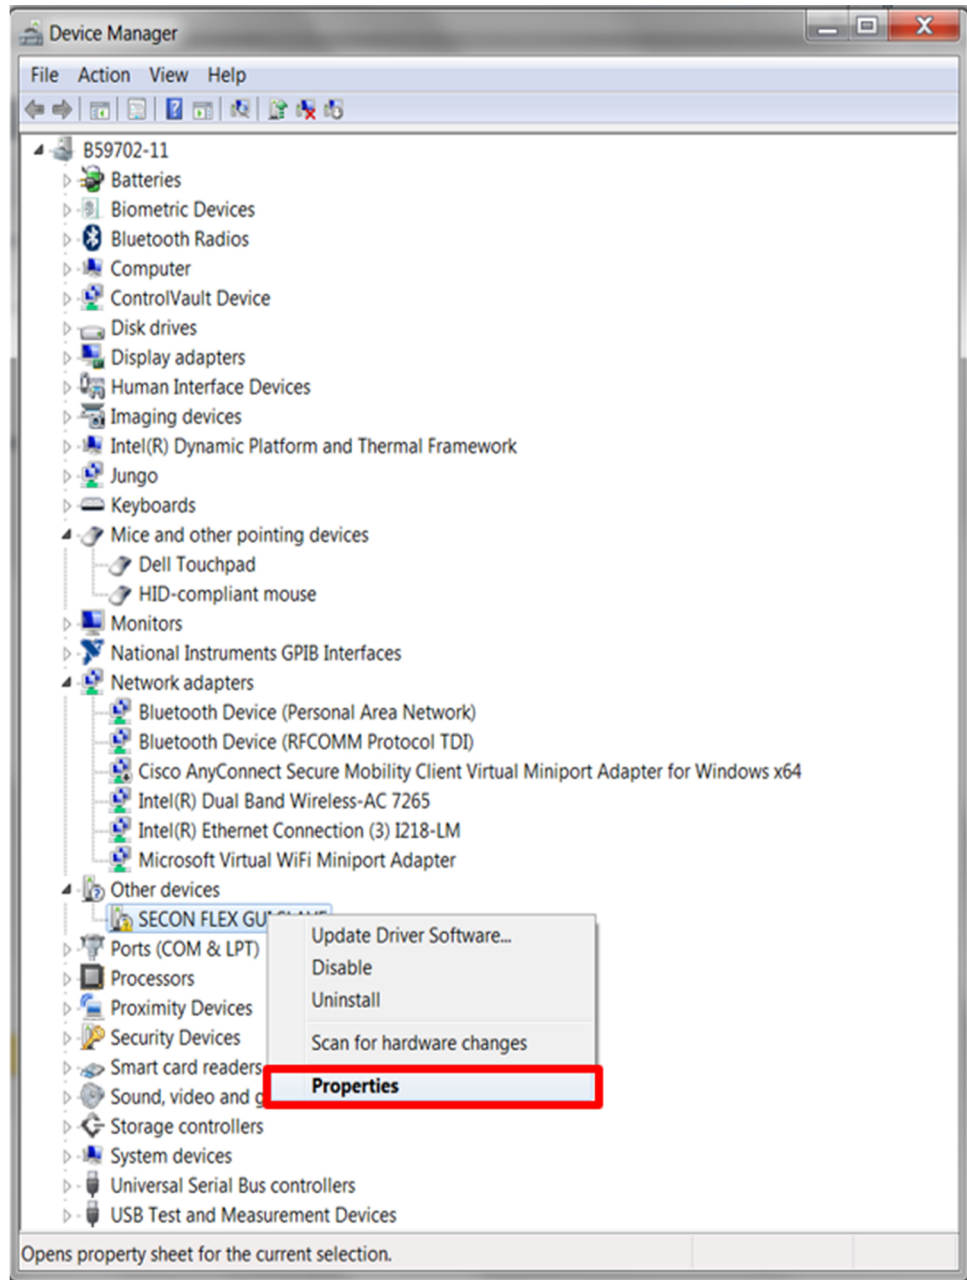 Device Manager
File Action View Help
B59702-11
Batteries
Biometric Devices
Bluetooth Radios
Computer
ControlVault Device
Disk drives
Display adapters
Human Interface Devices
Imaging devices
Intel(R) Dynamic Platform and Thermal Framework
Jungo
Keyboards
Mice and other pointing devices
Dell Touchpad
HID-compliant mouse
Monitors
National Instruments GPIB Interfaces
Network adapters
Bluetooth Device (Personal Area Network)
Bluetooth Device (RFCOMM Protocol TDI)
Cisco AnyConnect Secure Mobility Client Virtual Miniport Adapter for Windows x64
Intel(R) Dual Band Wireless-AC 7265
Intel(R) Ethernet Connection (3) I218-LM
Microsoft Virtual WiFi Miniport Adapter
Other devices
SECON FLEX GUI
Ports (COM & LPT)
Processors
Proximity Devices
Security Devices
Smart card readers
Sound, video and g
Storage controllers
System devices
Universal Serial Bus controllers
USB Test and Measurement Devices
Update Driver Software...
Disable
Uninstall
Scan for hardware changes
Properties
Opens property sheet for the current selection.